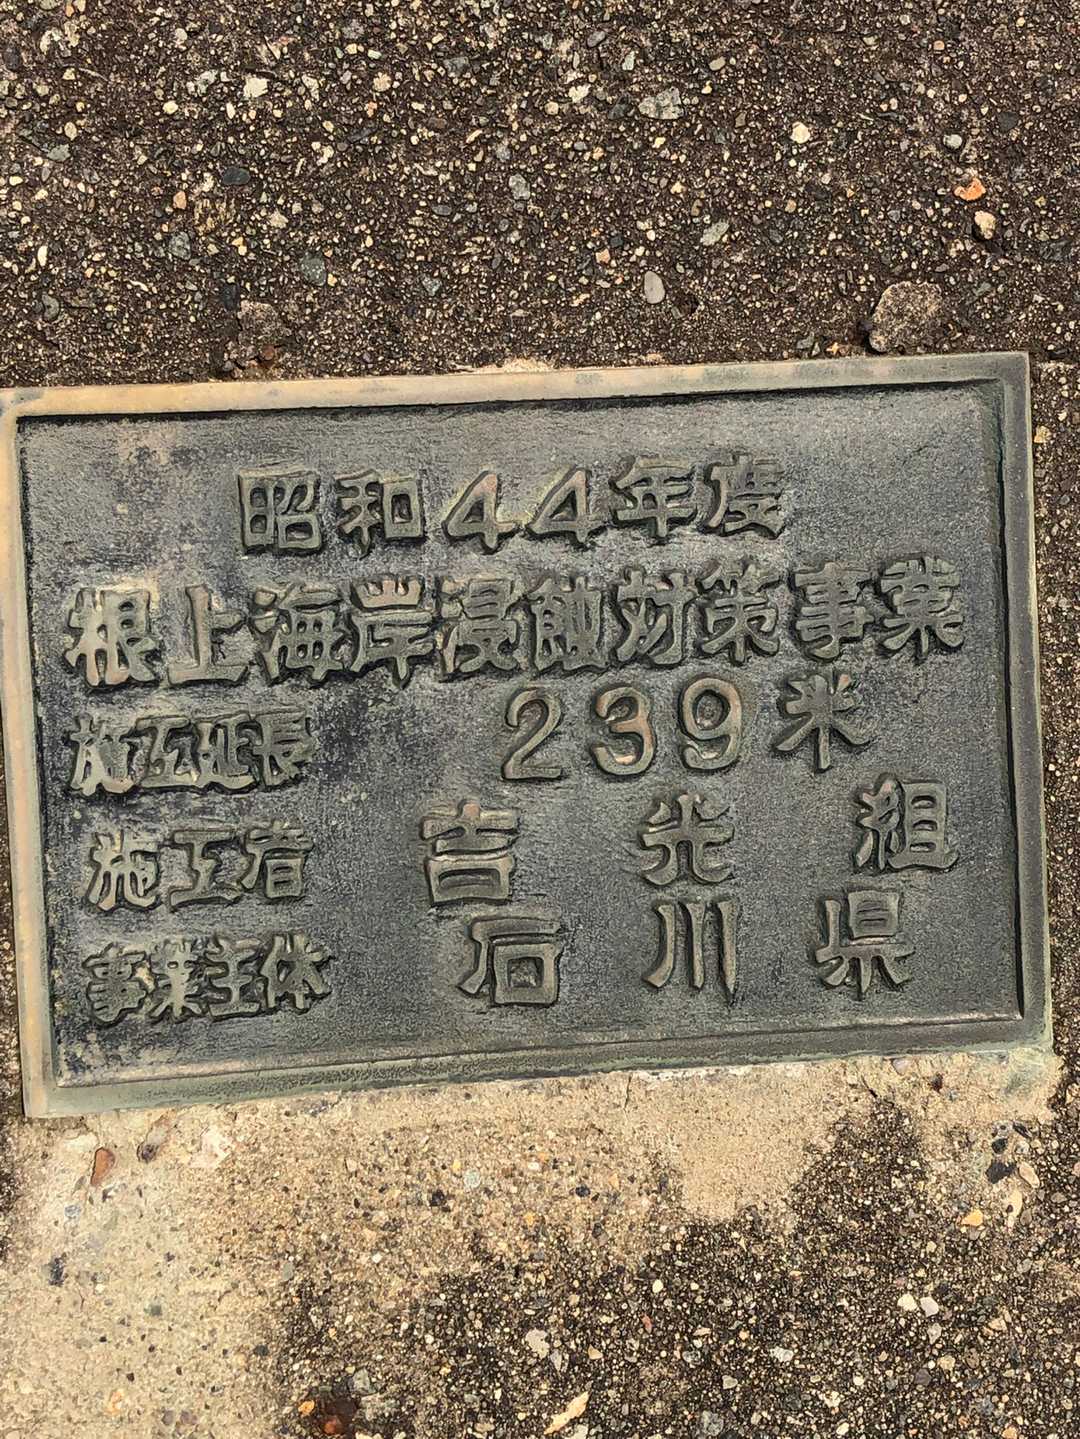 昭和44年度
根上海岸浸蝕対策事業
施工延長 239米
施工者 吉光組
事業主体 石川県